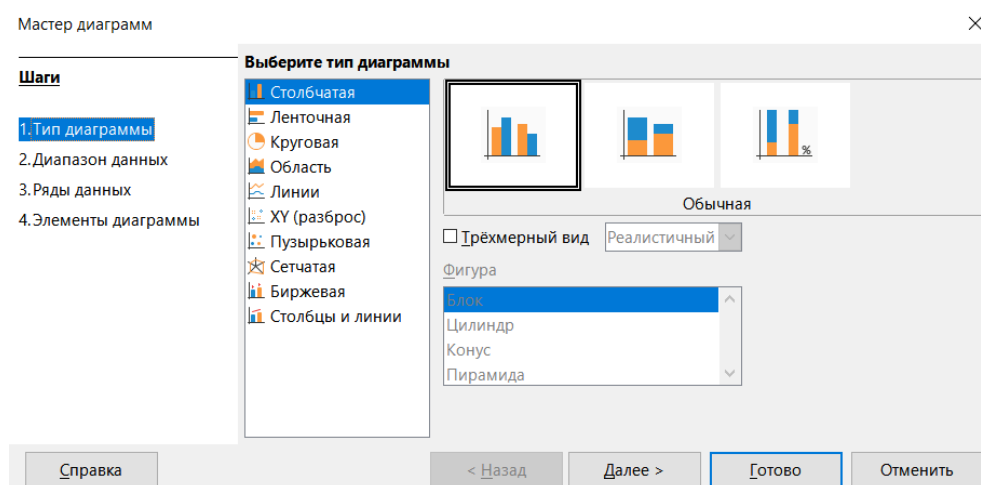 Мастер диаграмм
Шаги
1.Тип диаграммы
2.Диапазон данных
3.Ряды данных
4.Элементы диаграммы
Выберите тип диаграммы
Столбчатая
Ленточная
Круговая
Область
Линии
XY (разброс)
Пузырьковая
Сетчатая
Биржевая
Столбцы и линии
%
Обычная
Трёхмерный вид
Реалистичный
Фигура
Блок
Цилиндр
Конус
Пирамида
Справка
< Назад
Далее >
Готово
Отменить